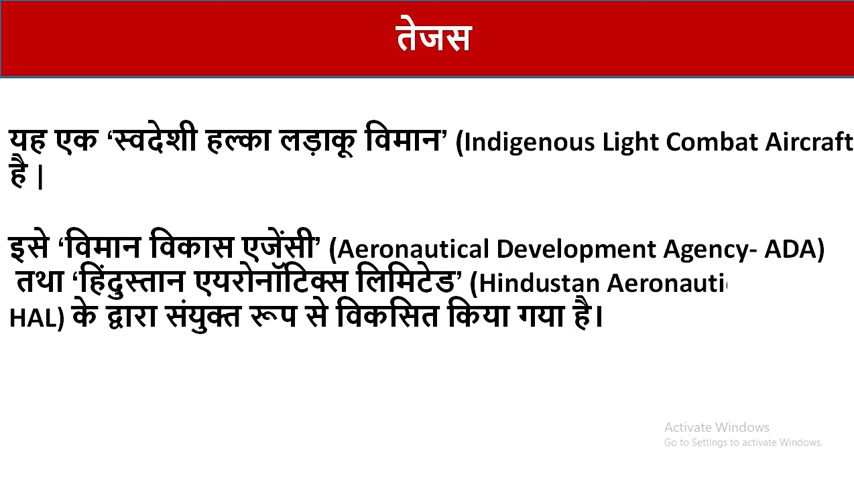 तेजस
यह एक ‘स्वदेशी हल्का लड़ाकू विमान’ (Indigenous Light Combat Aircraft
है |
इसे ‘विमान विकास एजेंसी’ (Aeronautical Development Agency- ADA)
तथा ‘हिंदुस्तान एयरोनॉटिक्स लिमिटेड’ (Hindustan Aeronauti
HAL) के द्वारा संयुक्त रूप से विकसित किया गया है।
Activate Windows
Go to Settings to activate Windows.